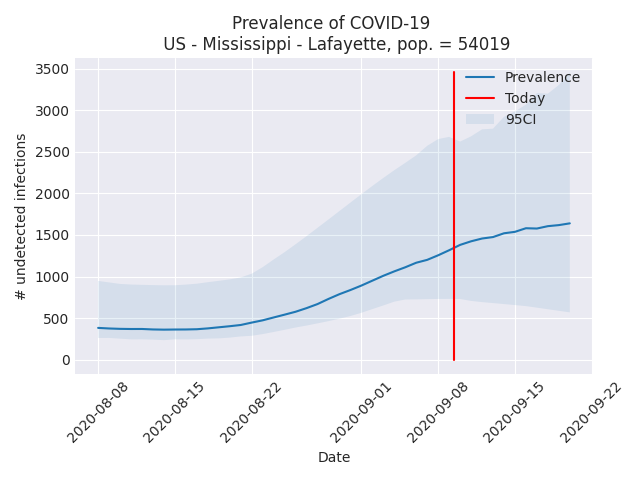 Prevalence of COVID-19
US - Mississippi - Lafayette, pop. = 54019
3500
3000
2500
2000
1500
1000
500
0
# undetected infections
Prevalence
Today
95CI
2020-08-08
2020-08-15
2020-08-22
2020-09-01
2020-09-08
2020-09-15
2020-09-22
Date